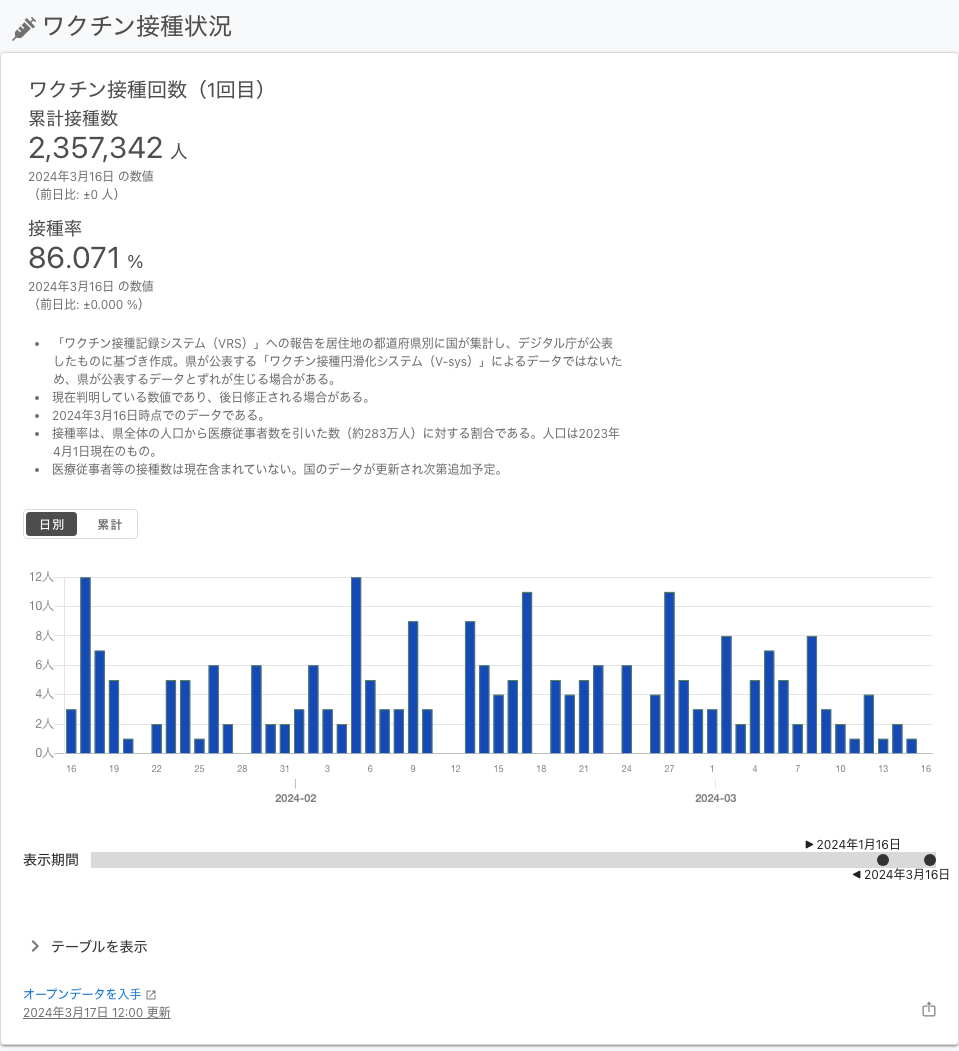 ワクチン接種状況
ワクチン接種回数（1回目）
累計接種数
2,357,342 人
2024年3月16日 の数値
（前日比: ±0 人）
接種率
86.071 %
2024年3月16日 の数値
（前日比: ±0.000 %）
• 「ワクチン接種記録システム（VRS）」への報告を居住地の都道府県別に国が集計し、デジタル庁が公表
したものに基づき作成。県が公表する「ワクチン接種円滑化システム（V-sys）」によるデータではないた
め、県が公表するデータとずれが生じる場合がある。
• 現在判明している数値であり、後日修正される場合がある。
• 2024年3月16日時点でのデータである。
• 接種率は、県全体の人口から医療従事者数を引いた数（約283万人）に対する割合である。人口は2023年
4月1日現在のもの。
• 医療従事者等の接種数は現在含まれていない。国のデータが更新され次第追加予定。
日別 累計
12人
10人
8人
6人
4人
2人
0人
16 19 22 25 28 31 3 6 9 12 15 18 21 24 27 1 4 7 10 13 16
2024-02 2024-03
▶ 2024年1月16日
表示期間
◀ 2024年3月16日
テーブルを表示
オープンデータを入手
2024年3月17日 12:00 更新